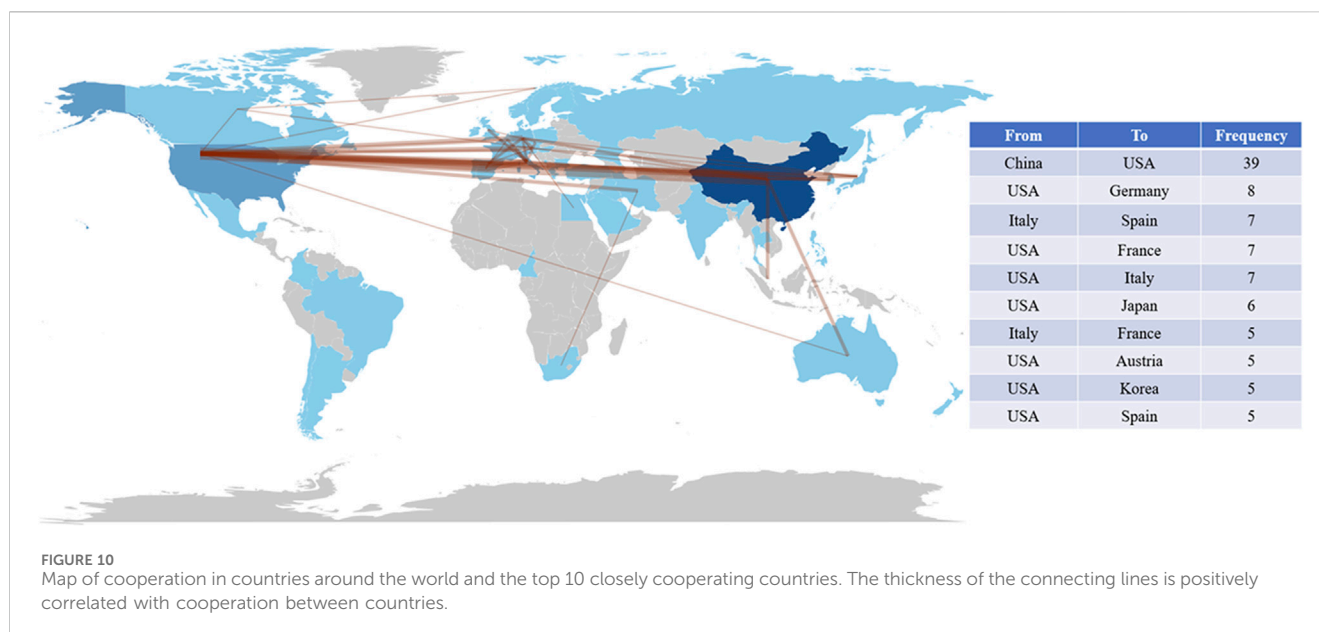 From To Frequency
China USA 39
USA Germany 8
Italy Spain 7
USA France 7
USA Italy 7
USA Japan 6
Italy France 5
USA Austria 5
USA Korea 5
USA Spain 5
FIGURE 10
Map of cooperation in countries around the world and the top 10 closely cooperating countries. The thickness of the connecting lines is positively
correlated with cooperation between countries.